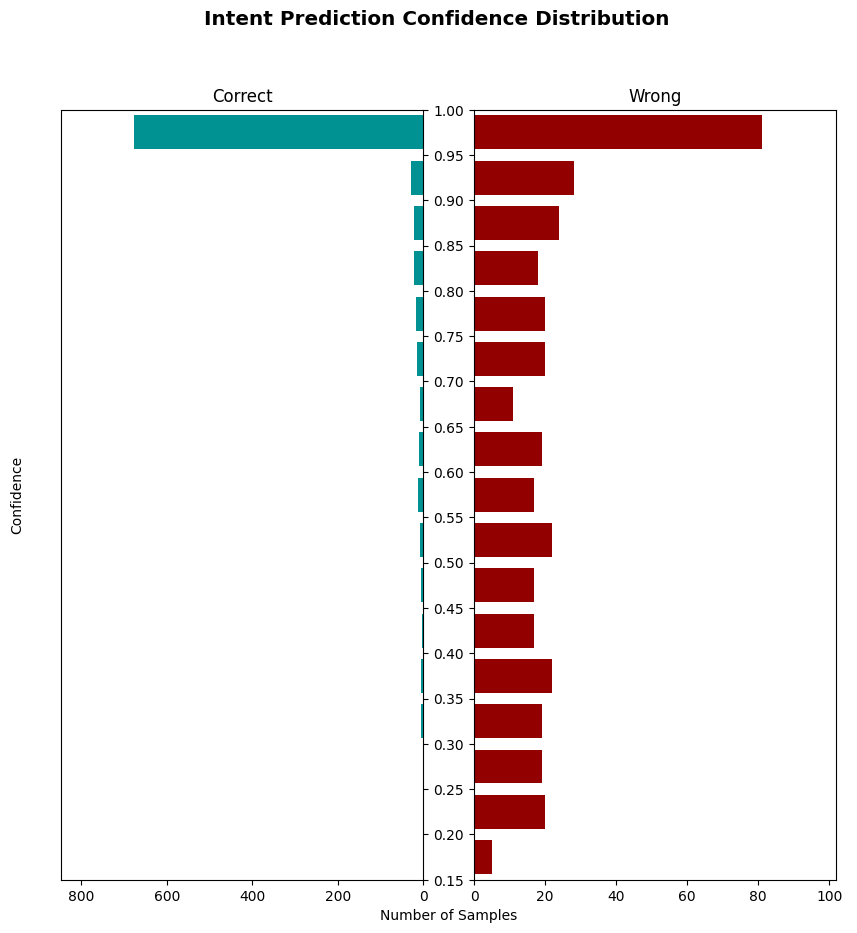 Intent Prediction Confidence Distribution
Correct
Wrong
1.00
0.95
0.90
0.85
0.80
0.75
0.70
0.65
0.60
0.55
0.50
0.45
0.40
0.35
0.30
0.25
0.20
0.15
Confidence
800 600 400 200 0
0 20 40 60 80 100
Number of Samples